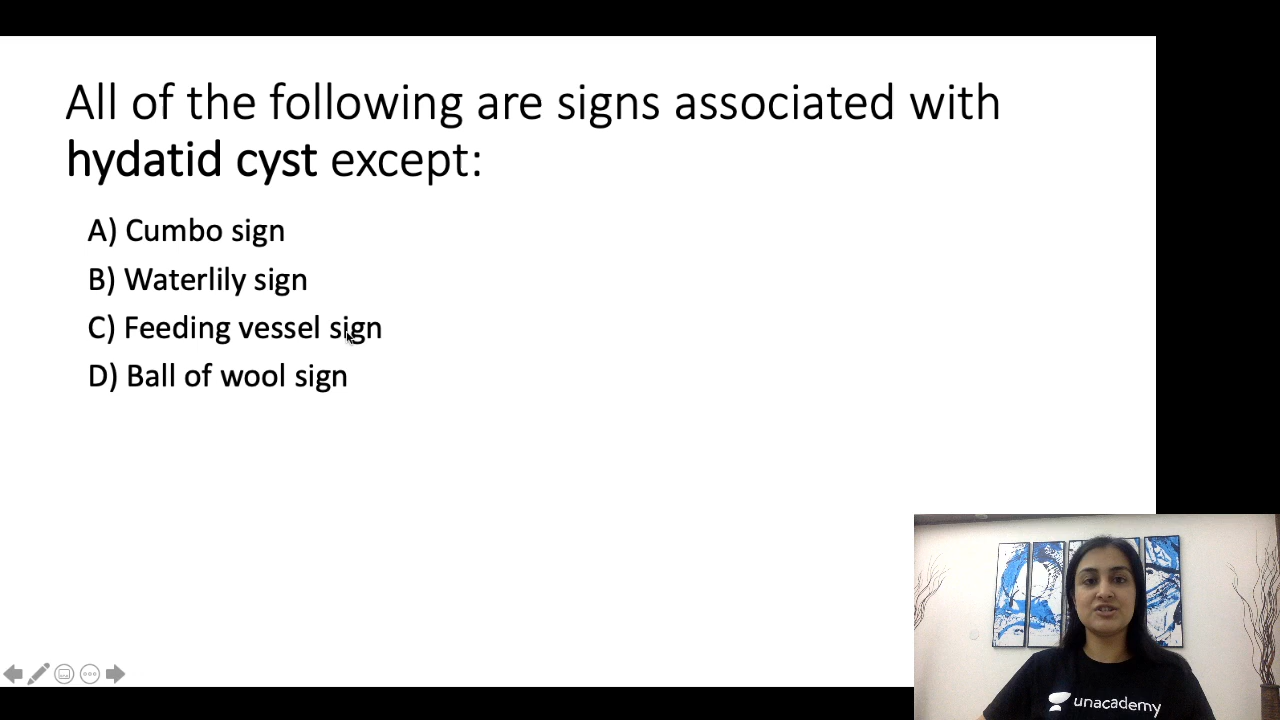 All of the following are signs associated with
hydatid cyst except:
A) Cumbo sign
B) Waterlily sign
C) Feeding vessel sign
D) Ball of wool sign
unacademy